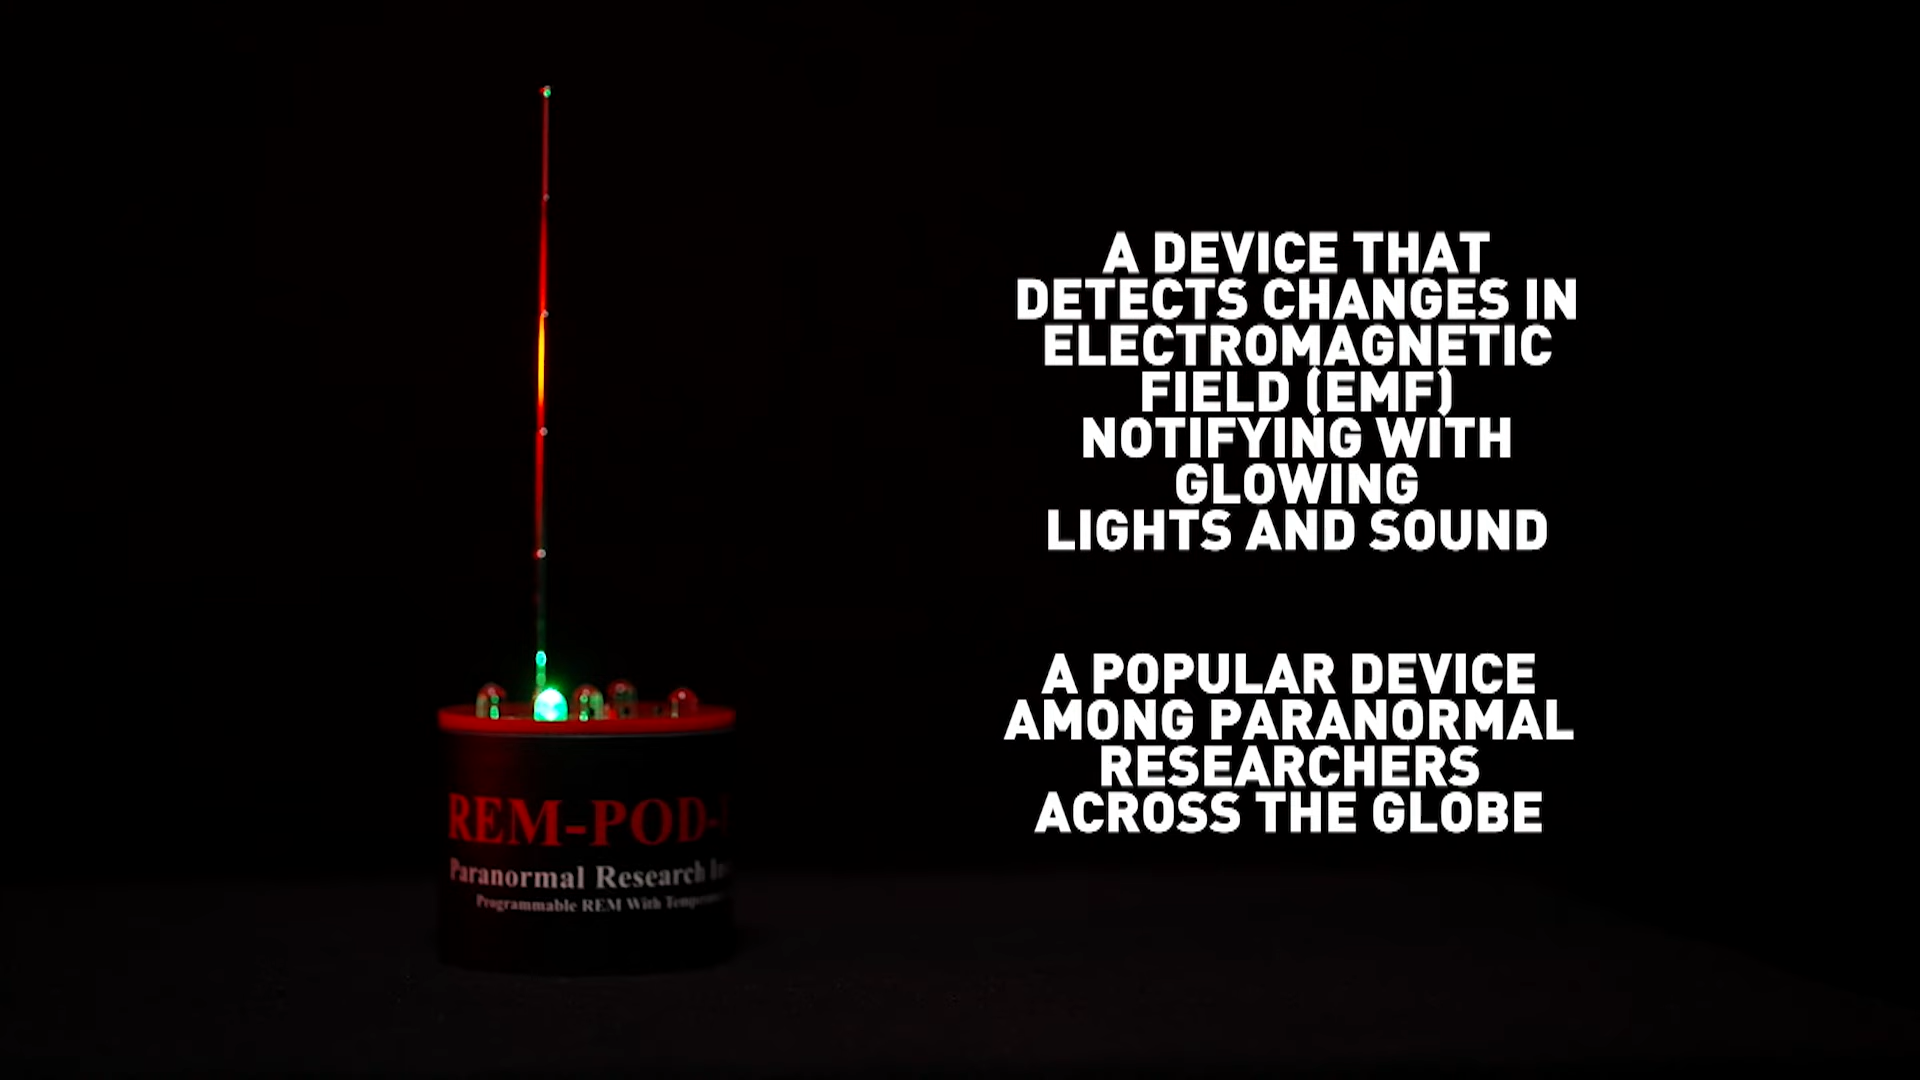 A DEVICE THAT
DETECTS CHANGES IN
ELECTROMAGNETIC
FIELD (EMF)
NOTIFYING WITH
GLOWING
LIGHTS AND SOUND
A POPULAR DEVICE
AMONG PARANORMAL
RESEARCHERS
ACROSS THE GLOBE
REM-POD-
Paranormal Research
Programmable REM With